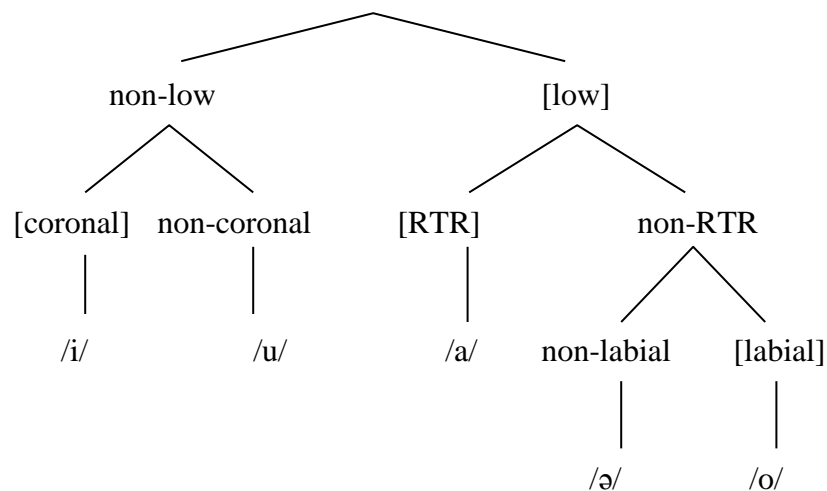 non-low [low]
[coronal] non-coronal [RTR] non-RTR
/i/ /u/ /a/ non-labial [labial]
/ə/ /o/